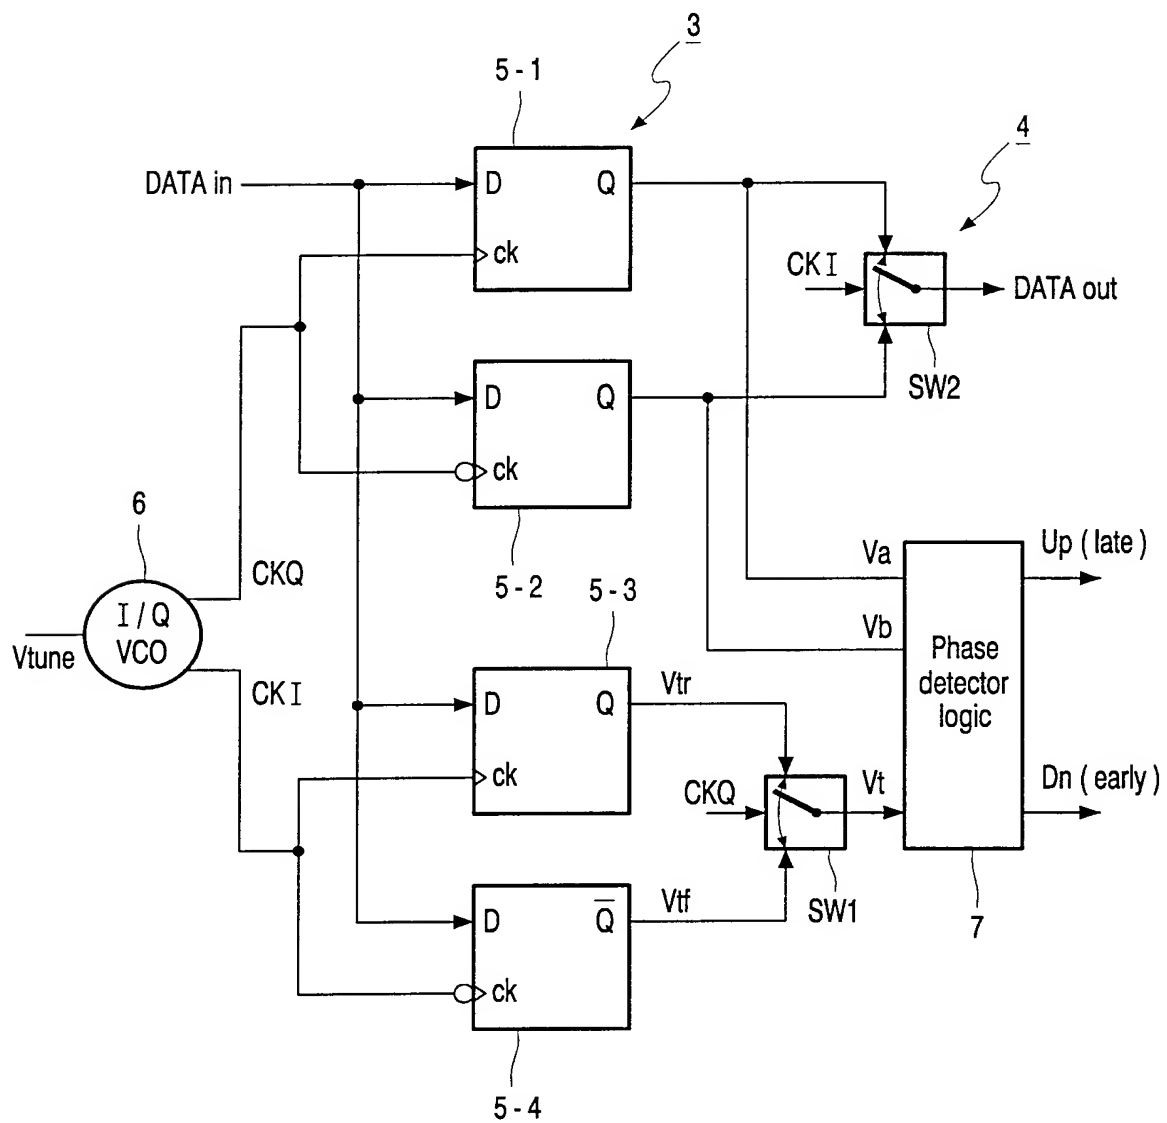 3
5-1
4
DATA in
D
Q
ck
CKI
DATA out
SW2
D
Q
ck
6
5-2
CKQ
5-3
I/Q
VCO
Vtune
CKI
Va
Up (late)
Vb
Phase
detector
logic
D
Q
Vtr
ck
CKQ
Vt
Dn (early)
SW1
D
Q̅
Vtf
ck
7
5-4